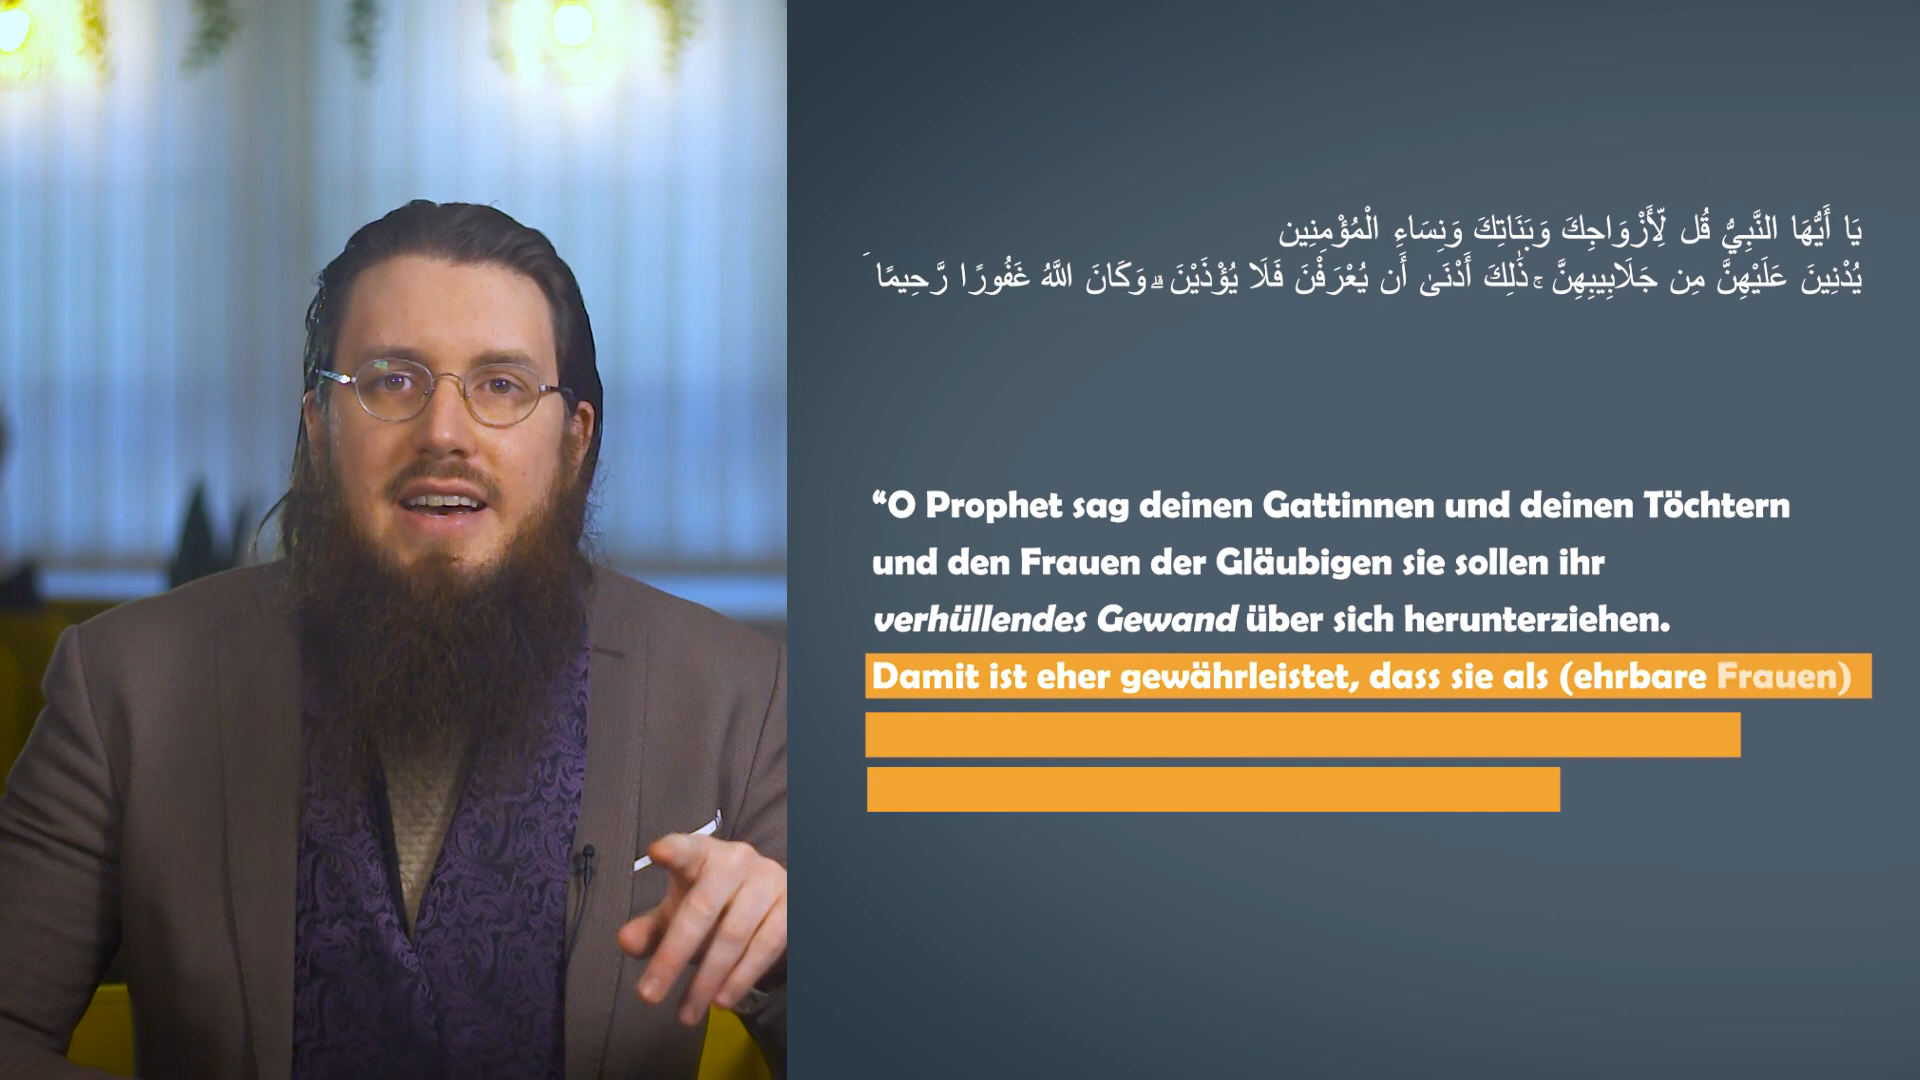 يَا أَيُّهَا النَّبِيُّ قُل لِّأَزْوَاجِكَ وَبَنَاتِكَ وَنِسَاءِ الْمُؤْمِنِين
يُدْنِينَ عَلَيْهِنَّ مِن جَلَابِيبِهِنَّ ۚ ذَٰلِكَ أَدْنَىٰ أَن يُعْرَفْنَ فَلَا يُؤْذَيْنَ ۗ وَكَانَ اللَّهُ غَفُورًا رَّحِيمًا َ
“O Prophet sag deinen Gattinnen und deinen Töchtern
und den Frauen der Gläubigen sie sollen ihr
verhüllendes Gewand über sich herunterziehen.
Damit ist eher gewährleistet, dass sie als (ehrbare Frauen)